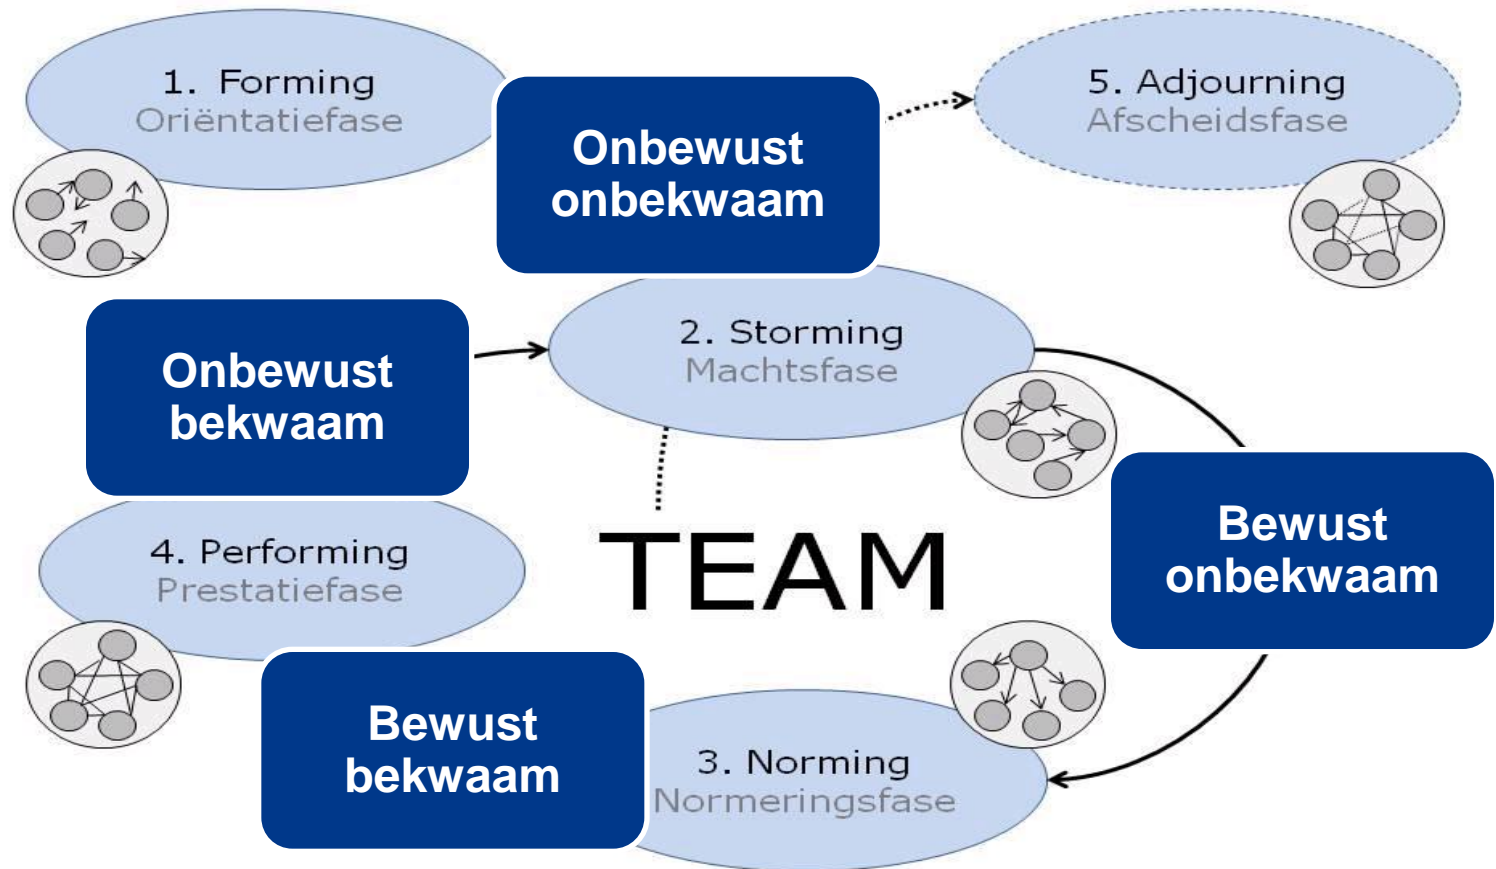 1. Forming
Oriëntatiefase
Onbewust
onbekwaam
5. Adjourning
Afscheidsfase
Onbewust
bekwaam
2. Storming
Machtsfase
Bewust
onbekwaam
4. Performing
Prestatiefase
TEAM
Bewust
bekwaam
3. Norming
Normeringsfase